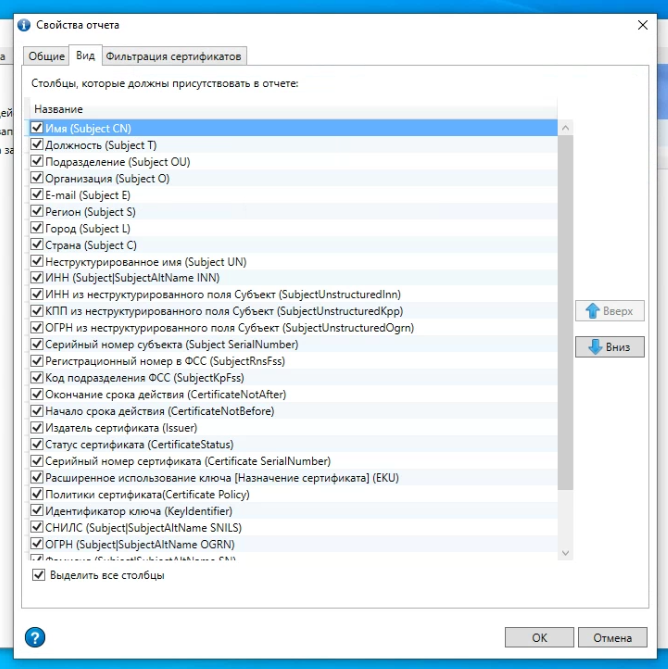 Свойства отчета
Общие Вид Фильтрация сертификатов
Столбцы, которые должны присутствовать в отчете:
Название
Имя (Subject CN)
Должность (Subject T)
Подразделение (Subject OU)
Организация (Subject O)
E-mail (Subject E)
Регион (Subject S)
Город (Subject L)
Страна (Subject C)
Неструктурированное имя (Subject UN)
ИНН (Subject|SubjectAltName INN)
ИНН из неструктурированного поля Субъект (SubjectUnstructuredInn)
КПП из неструктурированного поля Субъект (SubjectUnstructuredKpp)
ОГРН из неструктурированного поля Субъект (SubjectUnstructuredOgrn)
Серийный номер субъекта (Subject SerialNumber)
Регистрационный номер в ФСС (SubjectRnsFss)
Код подразделения ФСС (SubjectKpFss)
Окончание срока действия (CertificateNotAfter)
Начало срока действия (CertificateNotBefore)
Издатель сертификата (Issuer)
Статус сертификата (CertificateStatus)
Серийный номер сертификата (Certificate SerialNumber)
Расширенное использование ключа [Назначение сертификата] (EKU)
Политики сертификата(Certificate Policy)
Идентификатор ключа (KeyIdentifier)
СНИЛС (Subject|SubjectAltName SNILS)
ОГРН (Subject|SubjectAltName OGRN)
Вверх
Вниз
Выделить все столбцы
?
OK Отмена